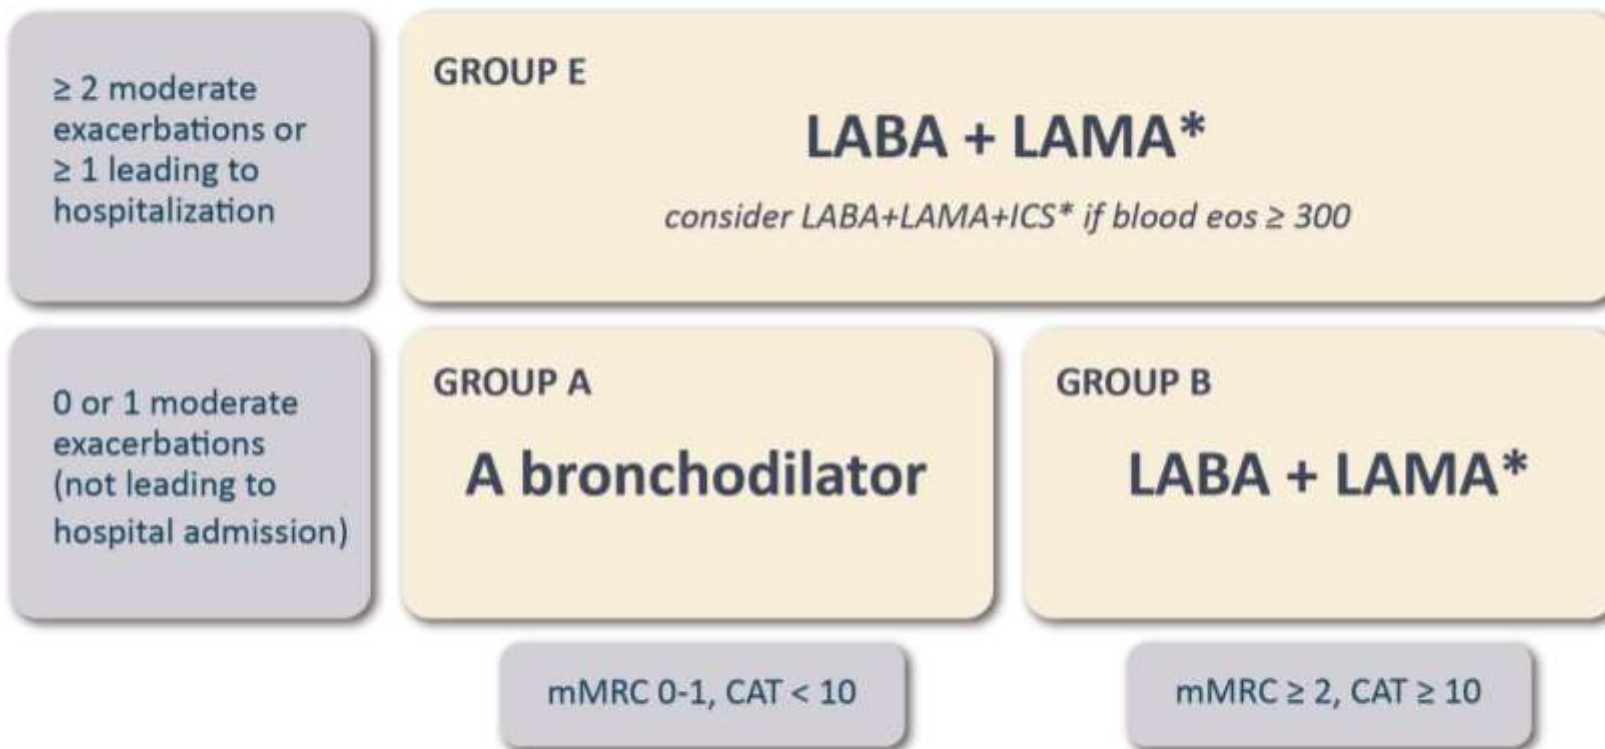 ≥ 2 moderate
exacerbations or
≥ 1 leading to
hospitalization
GROUP E
LABA + LAMA*
consider LABA+LAMA+ICS* if blood eos ≥ 300
0 or 1 moderate
exacerbations
(not leading to
hospital admission)
GROUP A
A bronchodilator
GROUP B
LABA + LAMA*
mMRC 0-1, CAT < 10
mMRC ≥ 2, CAT ≥ 10